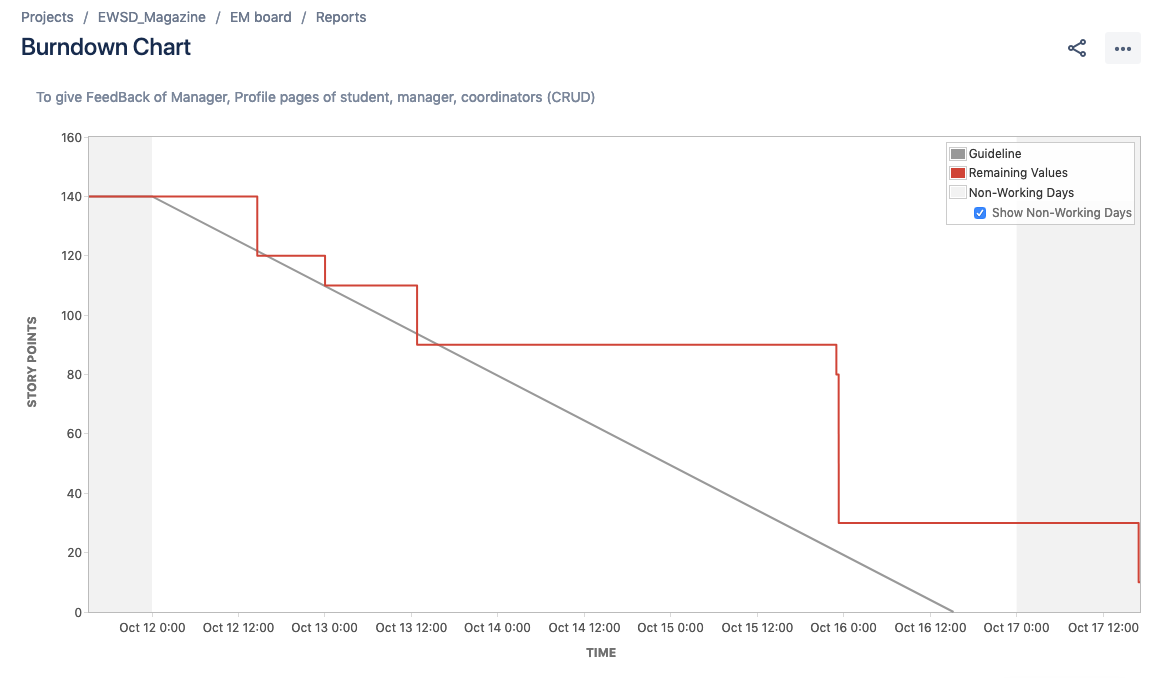 Projects / EWSD_Magazine / EM board / Reports
Burndown Chart
To give FeedBack of Manager, Profile pages of student, manager, coordinators (CRUD)
Guideline
Remaining Values
Non-Working Days
Show Non-Working Days
STORY POINTS
160
140
120
100
80
60
40
20
0
Oct 12 0:00 Oct 12 12:00 Oct 13 0:00 Oct 13 12:00 Oct 14 0:00 Oct 14 12:00 Oct 15 0:00 Oct 15 12:00 Oct 16 0:00 Oct 16 12:00 Oct 17 0:00 Oct 17 12:00
TIME